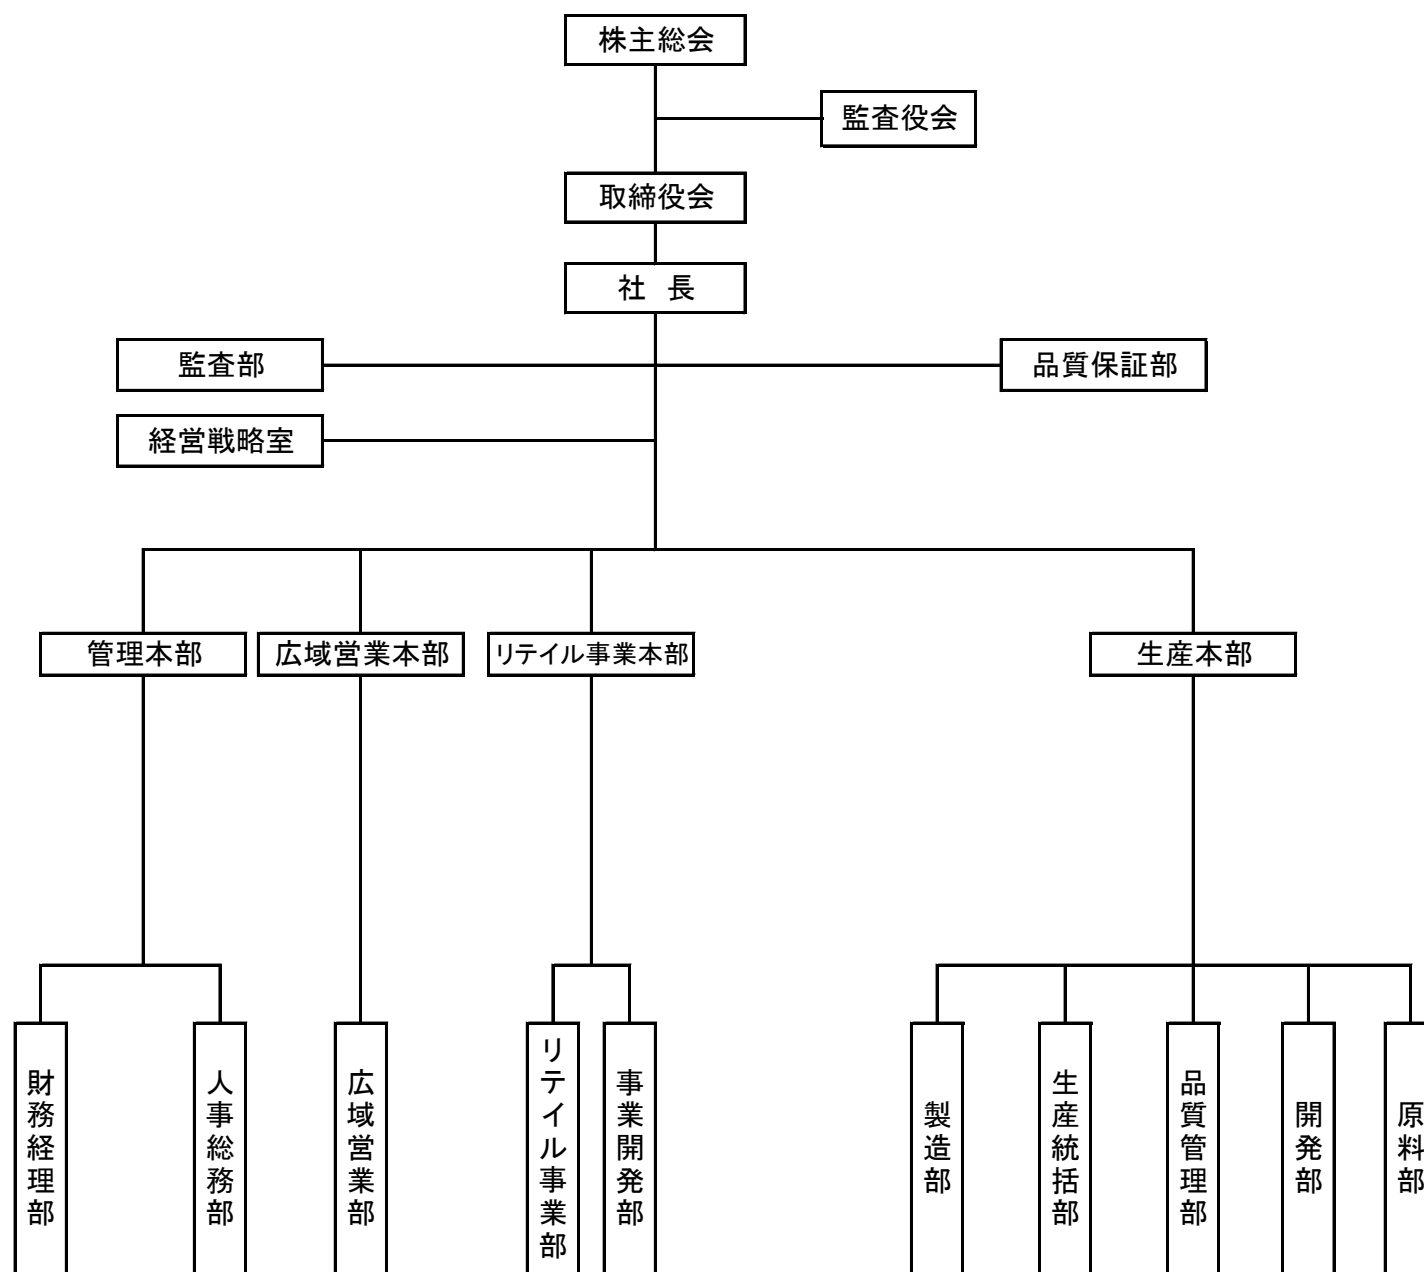 株主総会
監査役会
取締役会
社 長
監査部
品質保証部
経営戦略室
管理本部
広域営業本部
リテイル事業本部
生産本部
財務経理部
人事総務部
広域営業部
リテイル事業部
事業開発部
製造部
生産統括部
品質管理部
開発部
原料部